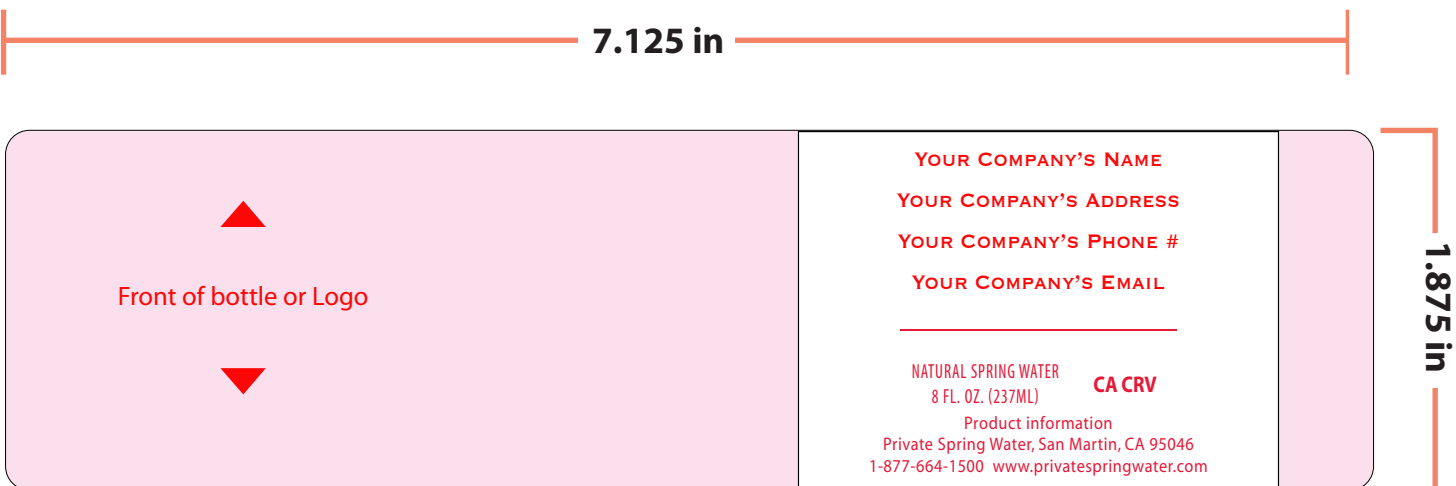 7.125 in
Your Company's Name
Your Company's Address
Your Company's Phone #
Your Company's Email
Front of bottle or Logo
1.875 in
NATURAL SPRING WATER
8 FL. OZ. (237ML)
CA CRV
Product information
Private Spring Water, San Martin, CA 95046
1-877-664-1500 www.privatespringwater.com